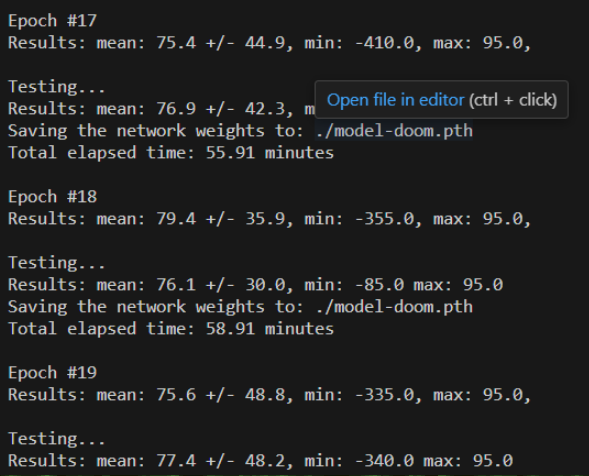 Epoch #17
Results: mean: 75.4 +/- 44.9, min: -410.0, max: 95.0,
Testing...
Results: mean: 76.9 +/- 42.3, m
Open file in editor (ctrl + click)
Saving the network weights to: ./model-doom.pth
Total elapsed time: 55.91 minutes
Epoch #18
Results: mean: 79.4 +/- 35.9, min: -355.0, max: 95.0,
Testing...
Results: mean: 76.1 +/- 30.0, min: -85.0 max: 95.0
Saving the network weights to: ./model-doom.pth
Total elapsed time: 58.91 minutes
Epoch #19
Results: mean: 75.6 +/- 48.8, min: -335.0, max: 95.0,
Testing...
Results: mean: 77.4 +/- 48.2, min: -340.0 max: 95.0